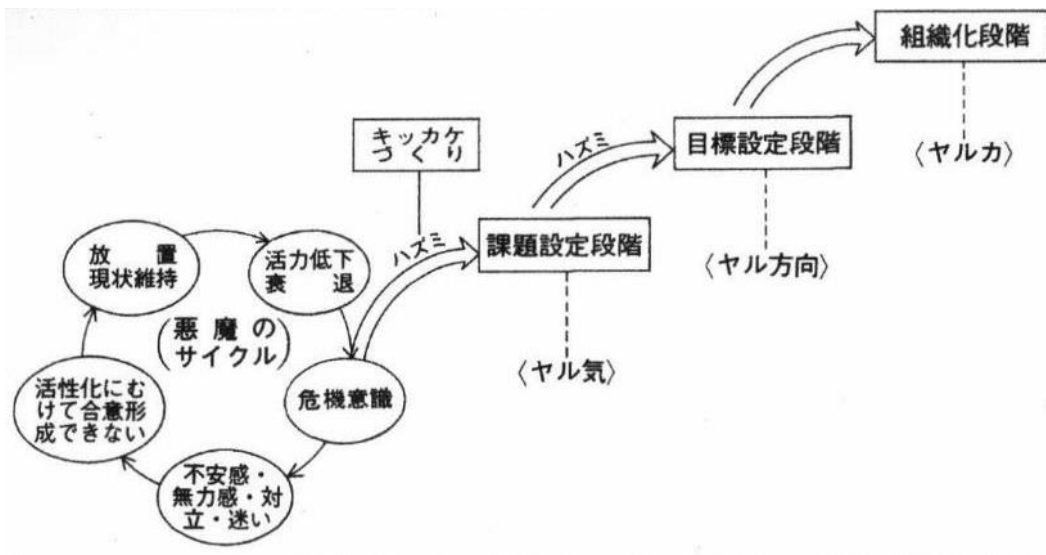 組織化段階
〈ヤル力〉
ハズミ
目標設定段階
〈ヤル方向〉
キッカケ
づくり
ハズミ
課題設定段階
〈ヤル気〉
放置
現状維持
活力低下
衰退
(悪魔の
サイクル)
危機意識
活性化にむ
けて合意形
成できない
不安感・
無力感・対
立・迷い